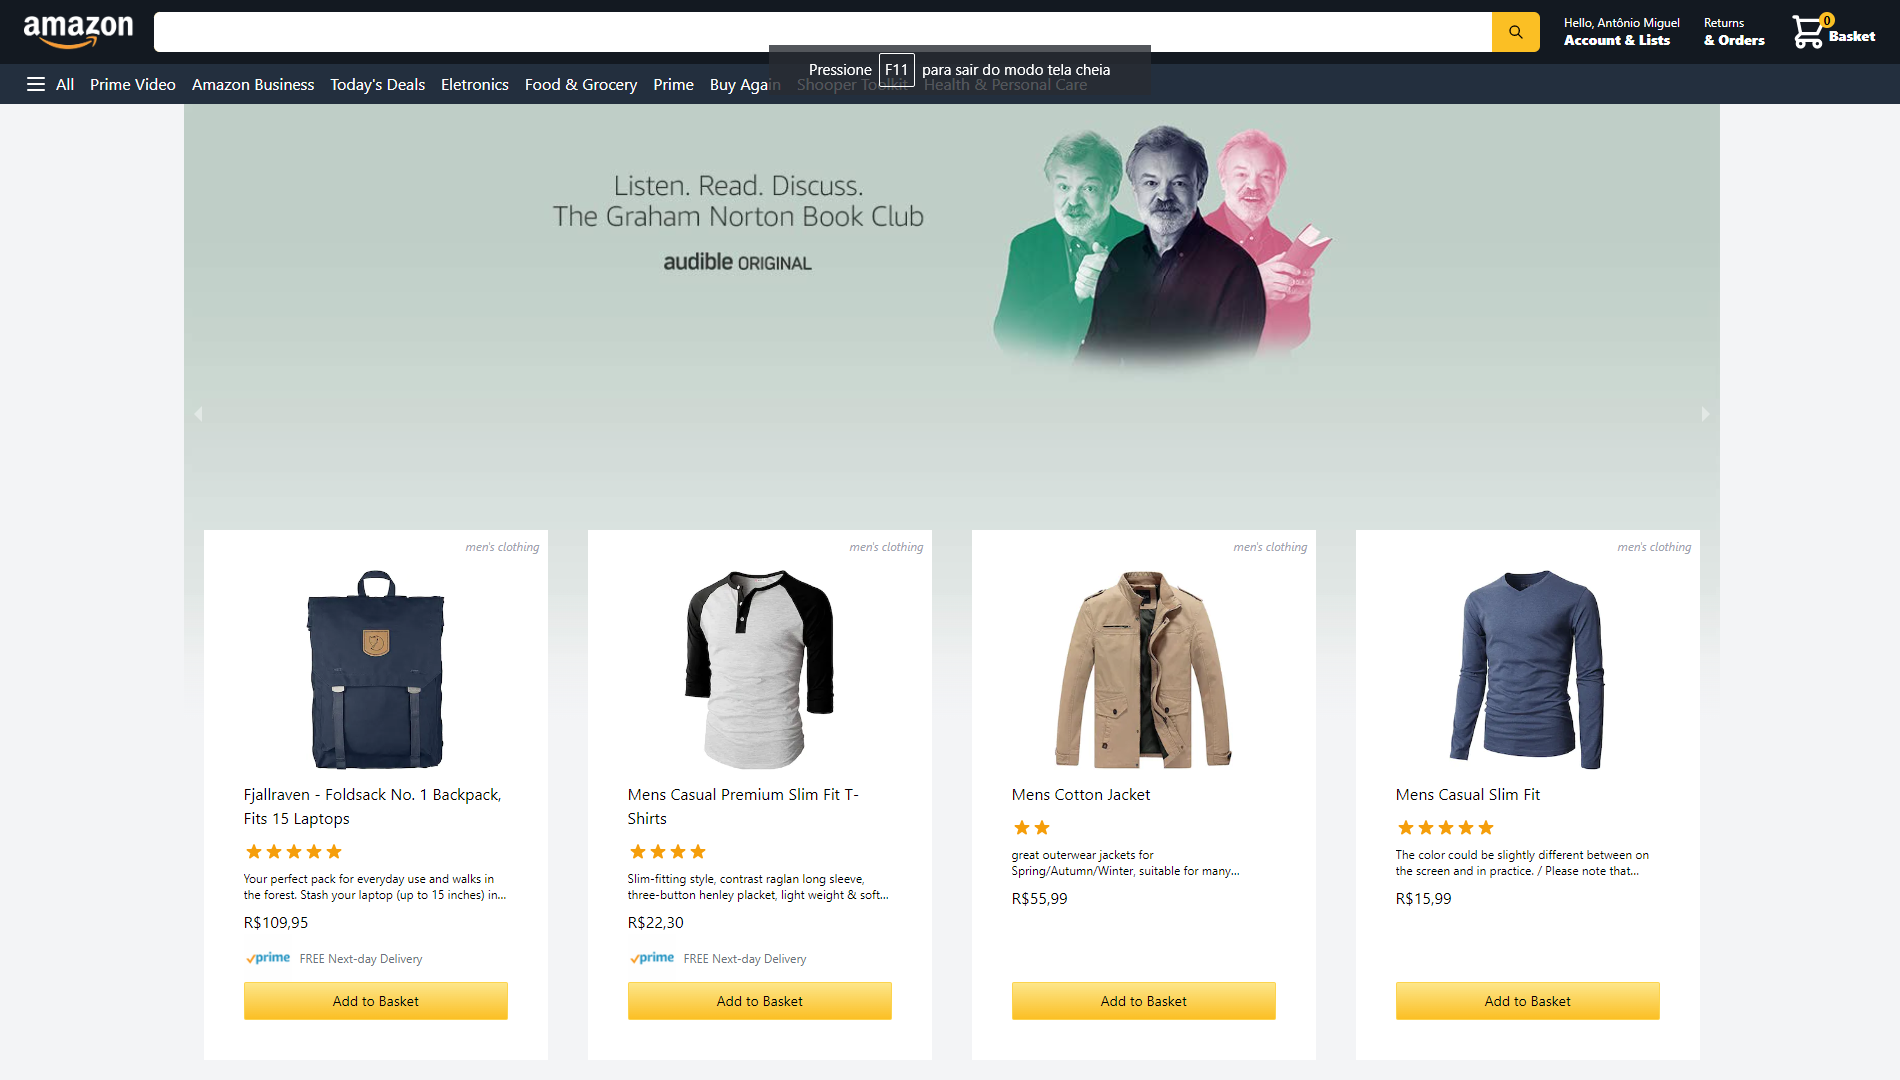 amazon
Hello, Antônio Miguel
Account & Lists
Returns
& Orders
0
Basket
All Prime Video Amazon Business Today's Deals Eletronics Food & Grocery Prime Buy Again Shooper Toolkit Health & Personal Care
Pressione F11 para sair do modo tela cheia
Listen. Read. Discuss.
The Graham Norton Book Club
audible ORIGINAL
men's clothing
Fjallraven - Foldsack No. 1 Backpack,
Fits 15 Laptops
Your perfect pack for everyday use and walks in
the forest. Stash your laptop (up to 15 inches) in...
R$109,95
prime FREE Next-day Delivery
Add to Basket
men's clothing
Mens Casual Premium Slim Fit T-
Shirts
Slim-fitting style, contrast raglan long sleeve,
three-button henley placket, light weight & soft...
R$22,30
prime FREE Next-day Delivery
Add to Basket
men's clothing
Mens Cotton Jacket
great outerwear jackets for
Spring/Autumn/Winter, suitable for many...
R$55,99
Add to Basket
men's clothing
Mens Casual Slim Fit
The color could be slightly different between on
the screen and in practice. / Please note that...
R$15,99
Add to Basket